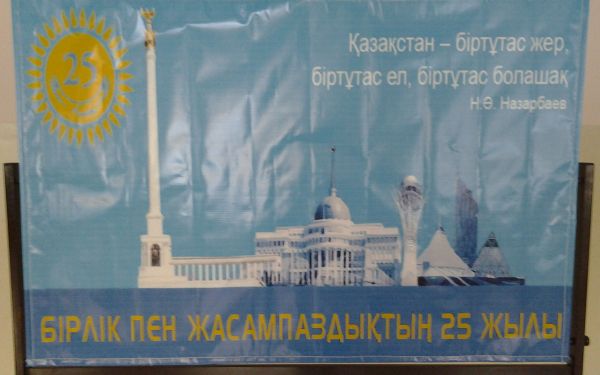 25
Қазақстан – біртұтас жер,
біртұтас ел, біртұтас болашақ
Н.Ә. Назарбаев
БІРЛІК ПЕН ЖАСАМПАЗДЫҚТЫҢ 25 ЖЫЛЫ